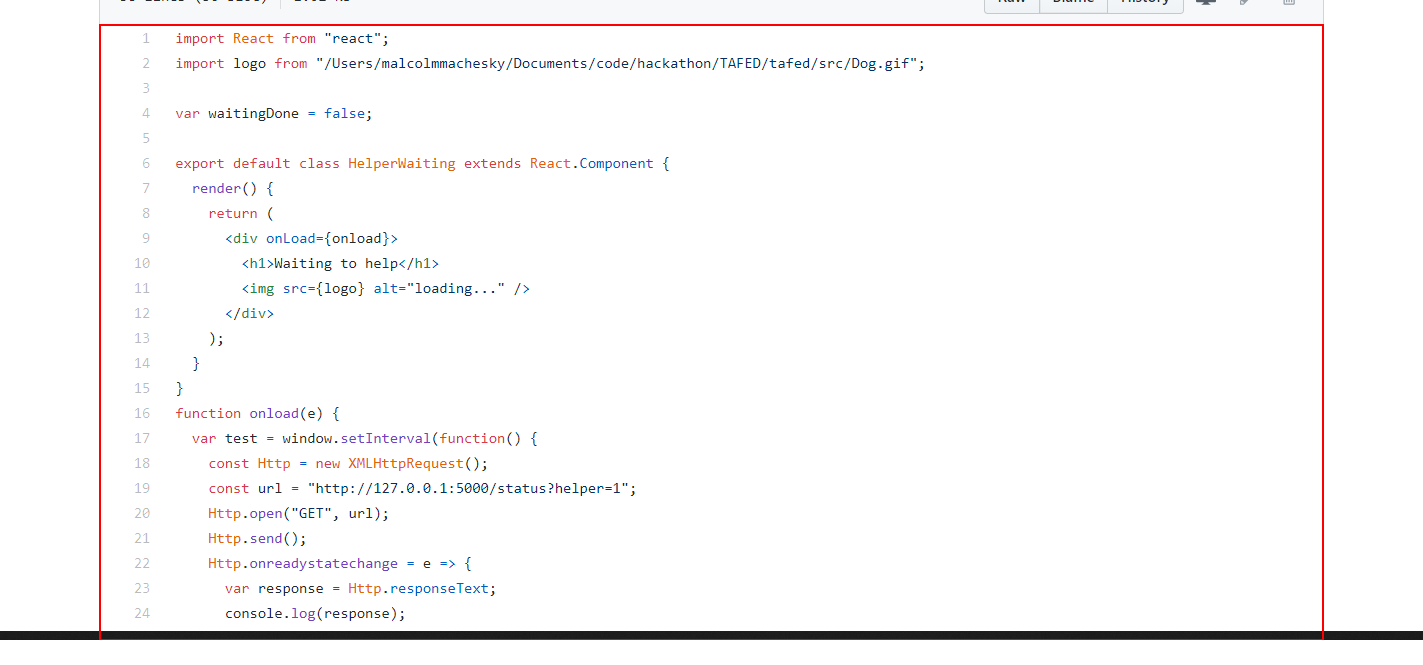 Raw Blame History
1 import React from "react";
2 import logo from "/Users/malcolmmachesky/Documents/code/hackathon/TAFED/tafed/src/Dog.gif";
3
4 var waitingDone = false;
5
6 export default class HelperWaiting extends React.Component {
7 render() {
8 return (
9 <div onLoad={onload}>
10 <h1>Waiting to help</h1>
11 <img src={logo} alt="loading..." />
12 </div>
13 );
14 }
15 }
16 function onload(e) {
17 var test = window.setInterval(function() {
18 const Http = new XMLHttpRequest();
19 const url = "http://127.0.0.1:5000/status?helper=1";
20 Http.open("GET", url);
21 Http.send();
22 Http.onreadystatechange = e => {
23 var response = Http.responseText;
24 console.log(response);